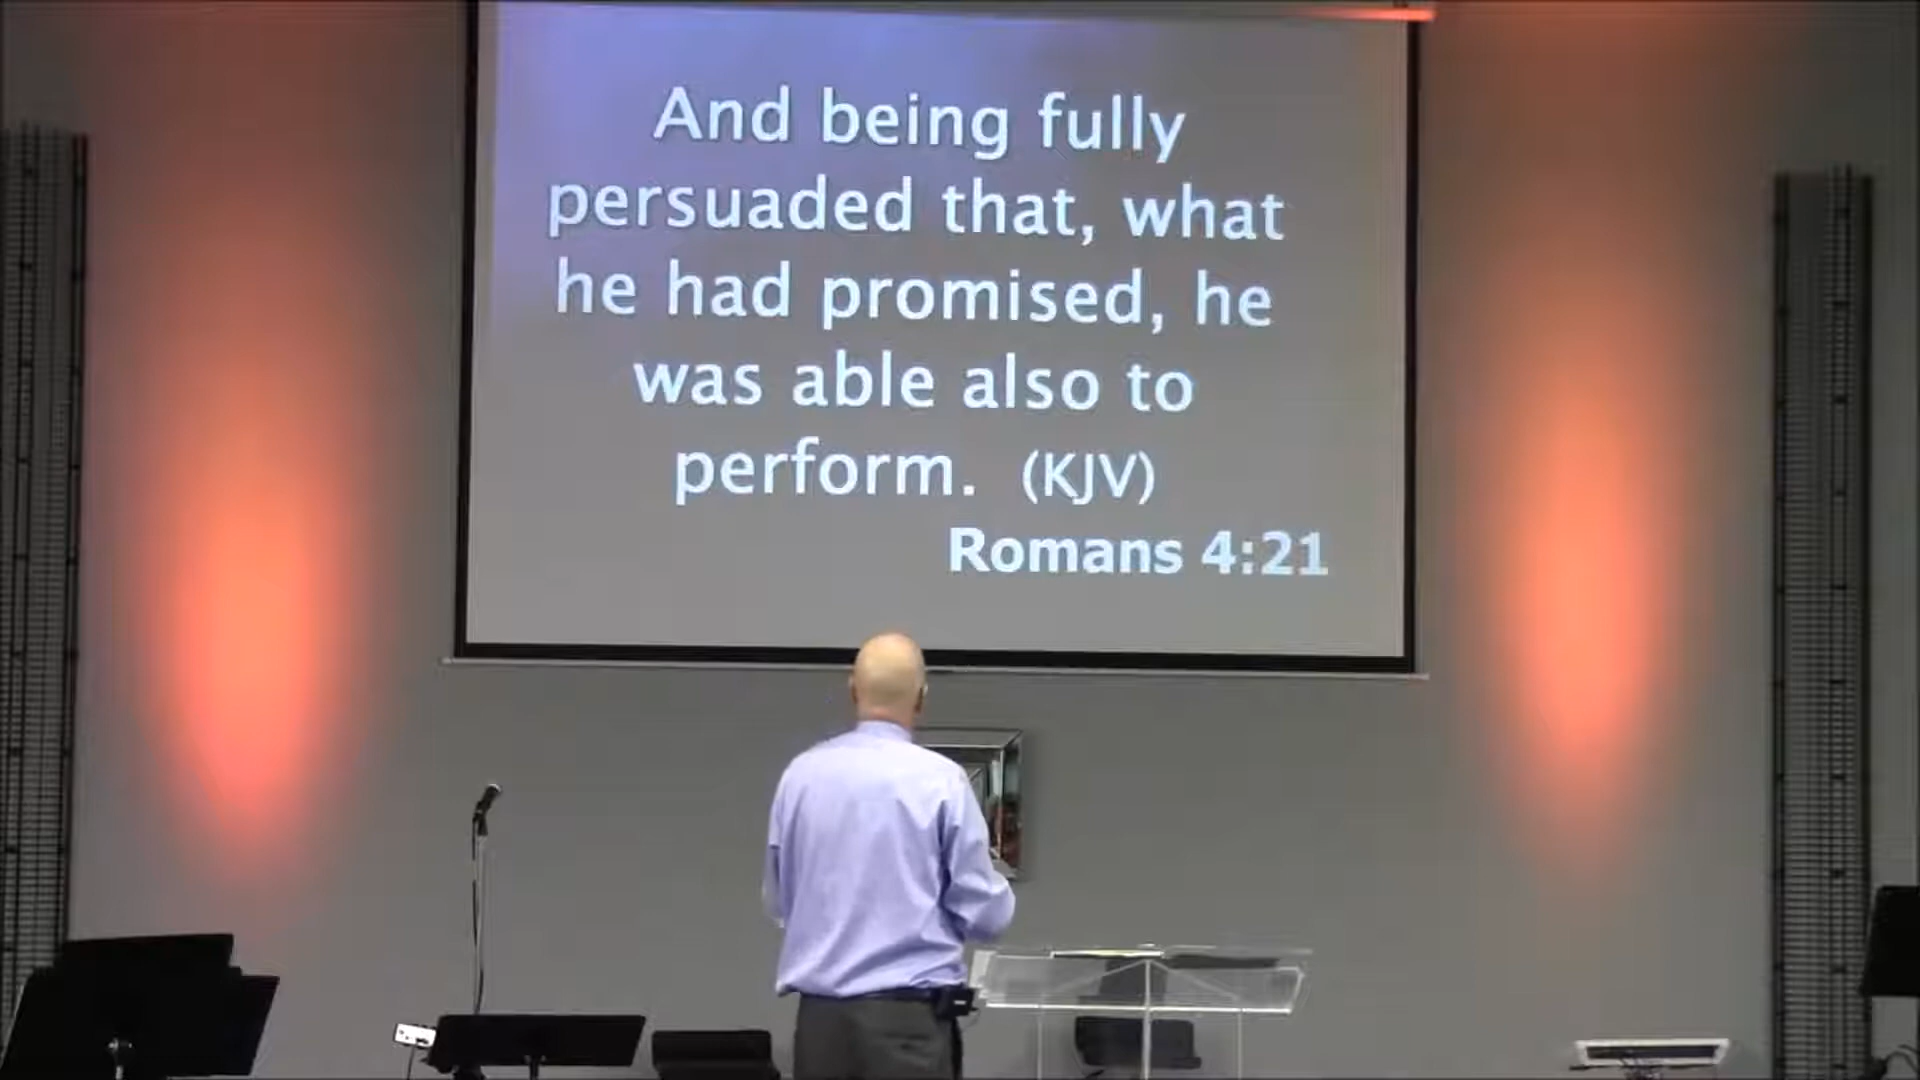 And being fully
persuaded that, what
he had promised, he
was able also to
perform. (KJV)
Romans 4:21